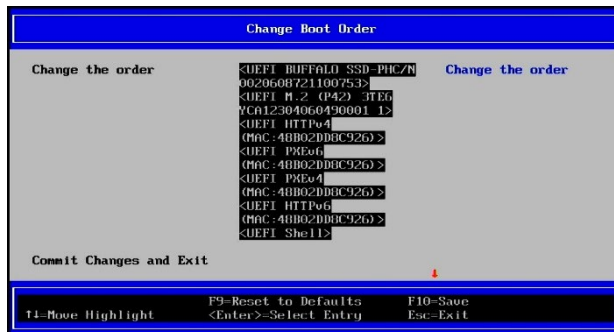 Change Boot Order
Change the order
<UEFI BUFFALO SSD-PHC/N
0020608721100753>
<UEFI M.2 (P42) 3TE6
YCA12304060490001 1>
<UEFI HTTPv4
(MAC:48B02DD8C926)>
<UEFI PXEv6
(MAC:48B02DD8C926)>
<UEFI PXEv4
(MAC:48B02DD8C926)>
<UEFI HTTPv6
(MAC:48B02DD8C926)>
<UEFI Shell>
Change the order
Commit Changes and Exit
F9=Reset to Defaults F10=Save
↑↓=Move Highlight <Enter>=Select Entry Esc=Exit